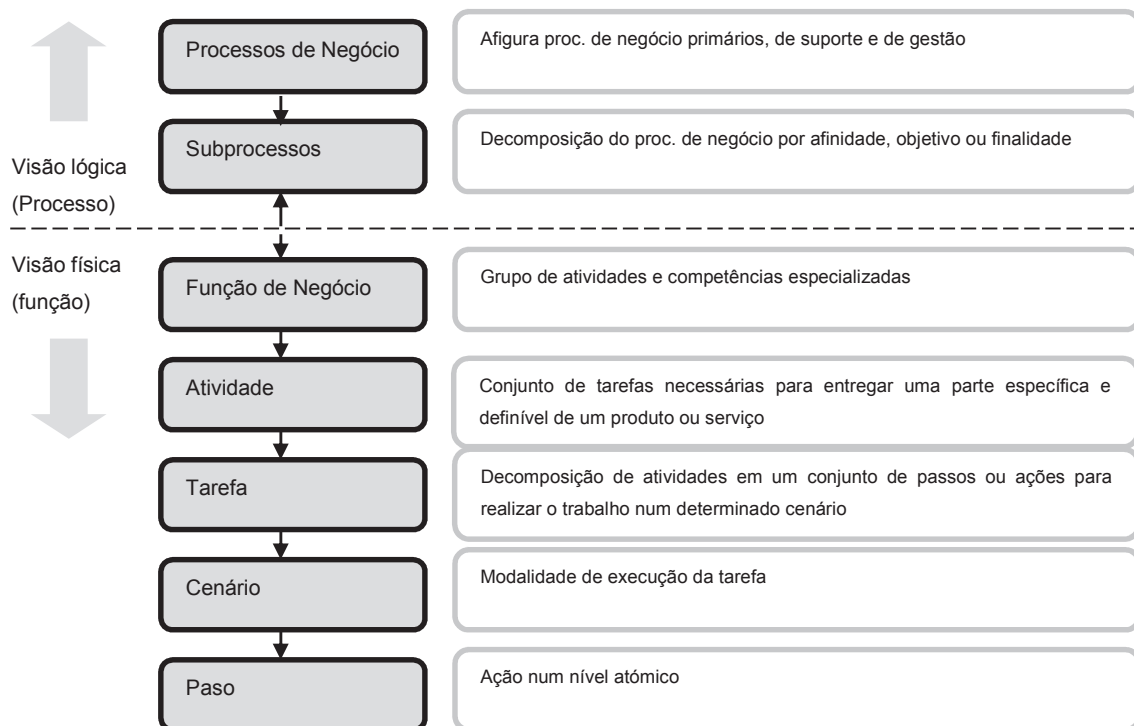 Processos de Negócio
Afigura proc. de negócio primários, de suporte e de gestão
Subprocessos
Decomposição do proc. de negócio por afinidade, objetivo ou finalidade
Visão lógica
(Processo)
Visão física
(função)
Função de Negócio
Grupo de atividades e competências especializadas
Atividade
Conjunto de tarefas necessárias para entregar uma parte específica e
definível de um produto ou serviço
Tarefa
Decomposição de atividades em um conjunto de passos ou ações para
realizar o trabalho num determinado cenário
Cenário
Modalidade de execução da tarefa
Paso
Ação num nível atómico